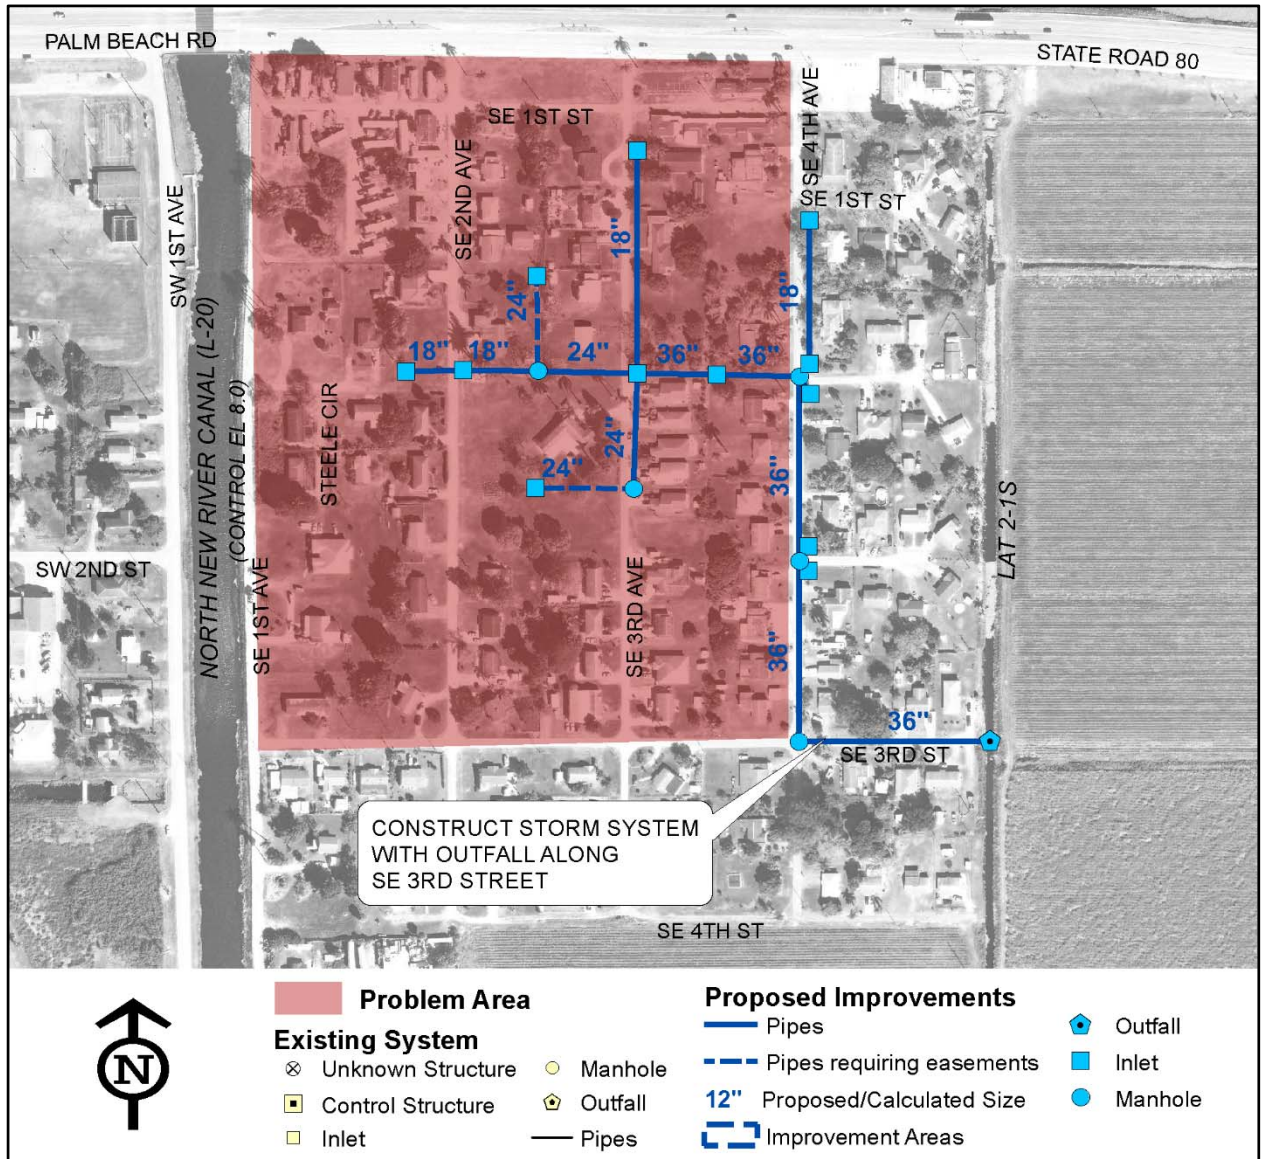 PALM BEACH RD
STATE ROAD 80
SE 1ST ST
SE 4TH AVE
SE 2ND AVE
SE 1ST ST
SW 1ST AVE
18"
18"
24"
18"
18"
24"
36"
36"
NORTH NEW RIVER CANAL (L-20)
(CONTROL EL 8.0)
STEELE CIR
24"
24"
36"
LAT 2-1S
SW 2ND ST
SE 1ST AVE
SE 3RD AVE
36"
36"
SE 3RD ST
CONSTRUCT STORM SYSTEM
WITH OUTFALL ALONG
SE 3RD STREET
SE 4TH ST
N
Problem Area
Existing System
Unknown Structure
Manhole
Control Structure
Outfall
Inlet
Pipes
Proposed Improvements
Pipes
Outfall
Pipes requiring easements
Inlet
12" Proposed/Calculated Size
Manhole
Improvement Areas